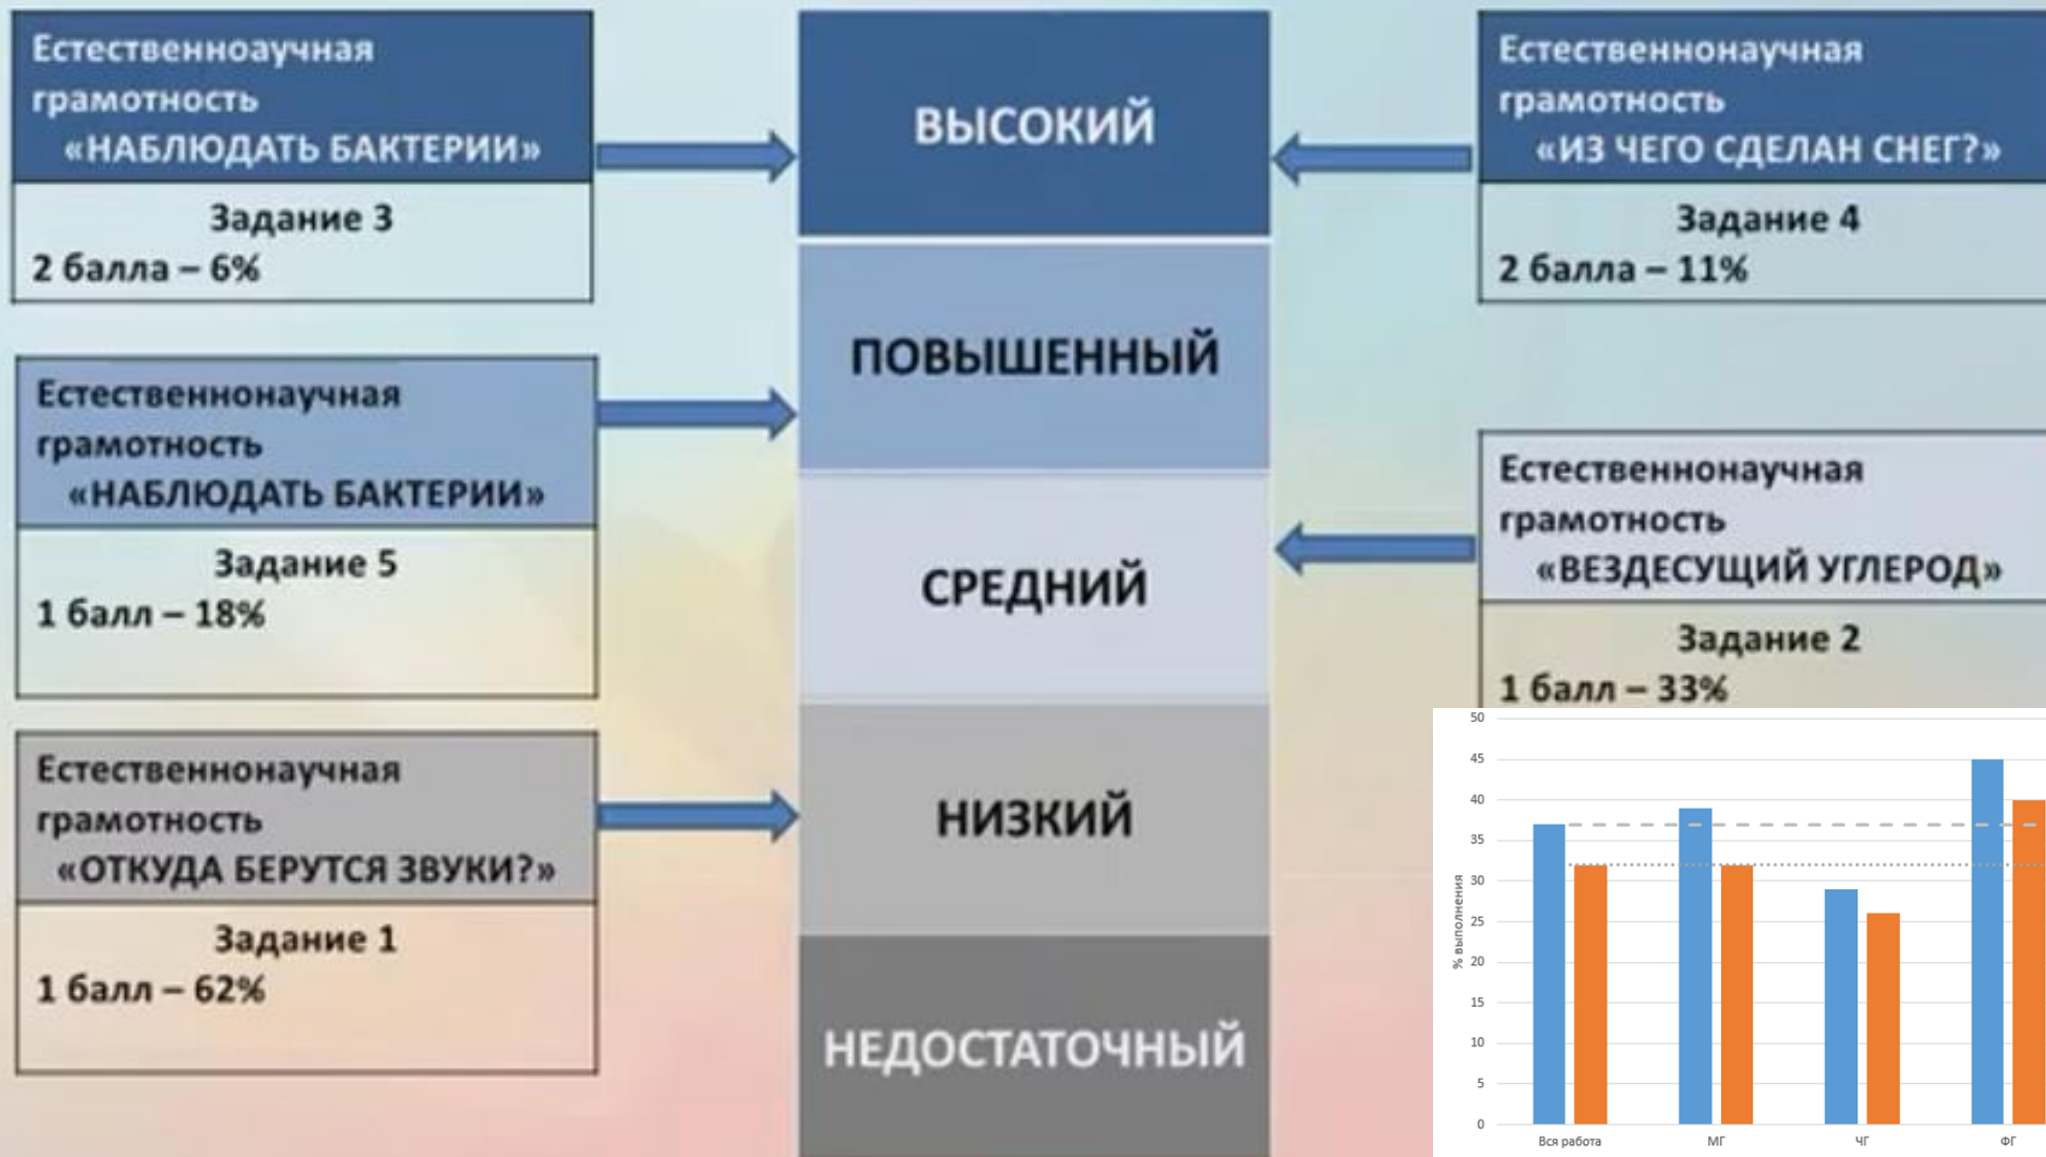 Естественноаучная
грамотность
«НАБЛЮДАТЬ БАКТЕРИИ»
Задание 3
2 балла – 6%
Естественнонаучная
грамотность
«НАБЛЮДАТЬ БАКТЕРИИ»
Задание 5
1 балл – 18%
Естественнонаучная
грамотность
«ОТКУДА БЕРУТСЯ ЗВУКИ?»
Задание 1
1 балл – 62%
ВЫСОКИЙ
ПОВЫШЕННЫЙ
СРЕДНИЙ
НИЗКИЙ
НЕДОСТАТОЧНЫЙ
Естественнонаучная
грамотность
«ИЗ ЧЕГО СДЕЛАН СНЕГ?»
Задание 4
2 балла – 11%
Естественнонаучная
грамотность
«ВЕЗДЕСУЩИЙ УГЛЕРОД»
Задание 2
1 балл – 33%
% выполнения
50
45
40
35
30
25
20
15
10
5
0
Вся работа МГ ЧГ ФГ